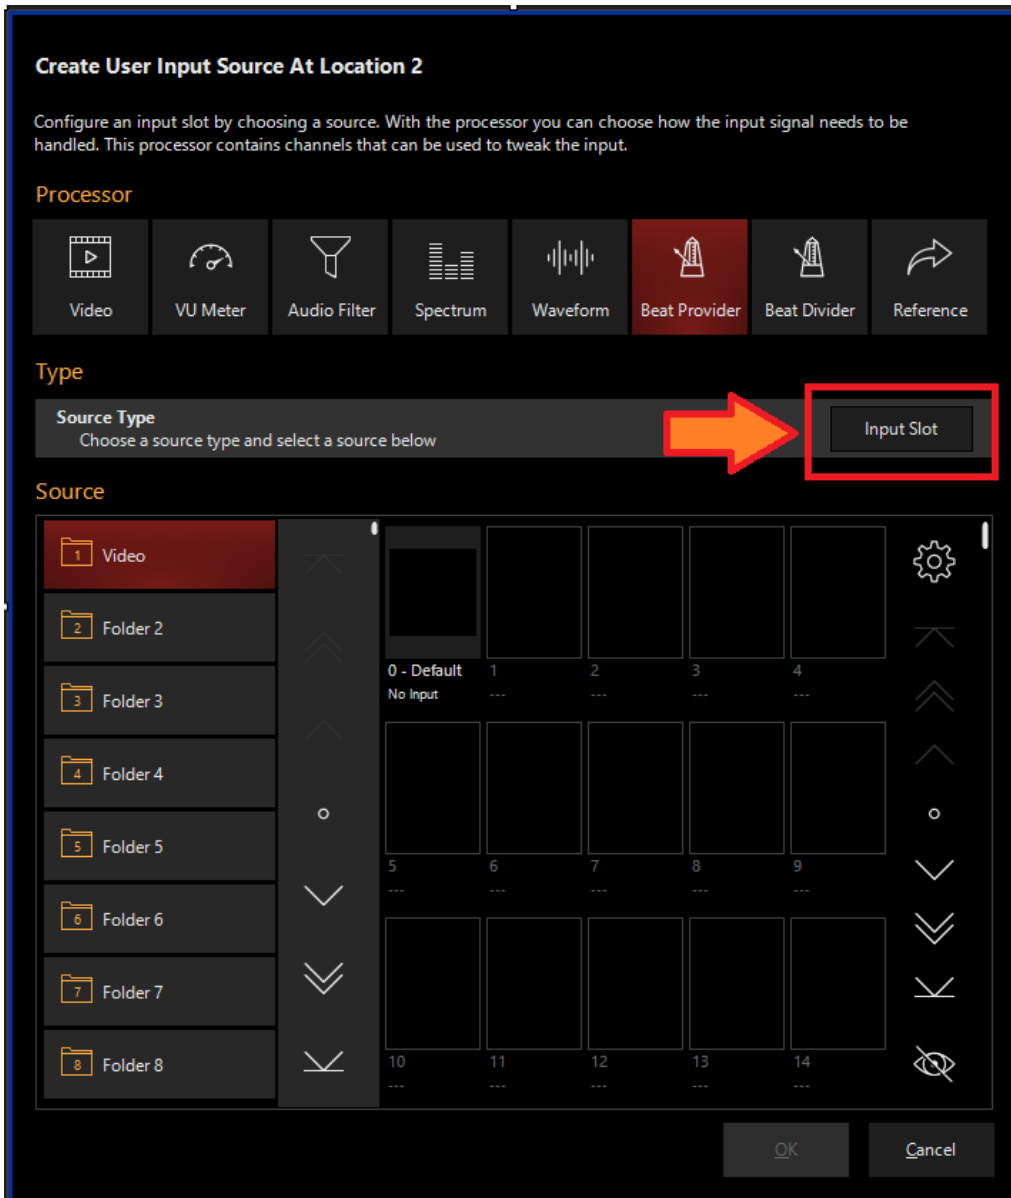 Create User Input Source At Location 2
Configure an input slot by choosing a source. With the processor you can choose how the input signal needs to be
handled. This processor contains channels that can be used to tweak the input.
Processor
Video VU Meter Audio Filter Spectrum Waveform Beat Provider Beat Divider Reference
Type
Source Type
Choose a source type and select a source below
Input Slot
Source
1 Video
2 Folder 2
3 Folder 3
4 Folder 4
5 Folder 5
6 Folder 6
7 Folder 7
8 Folder 8
0 - Default 1 2 3 4
No Input --- --- --- ---
5 6 7 8 9
--- --- --- --- ---
10 11 12 13 14
--- --- --- --- ---
OK Cancel